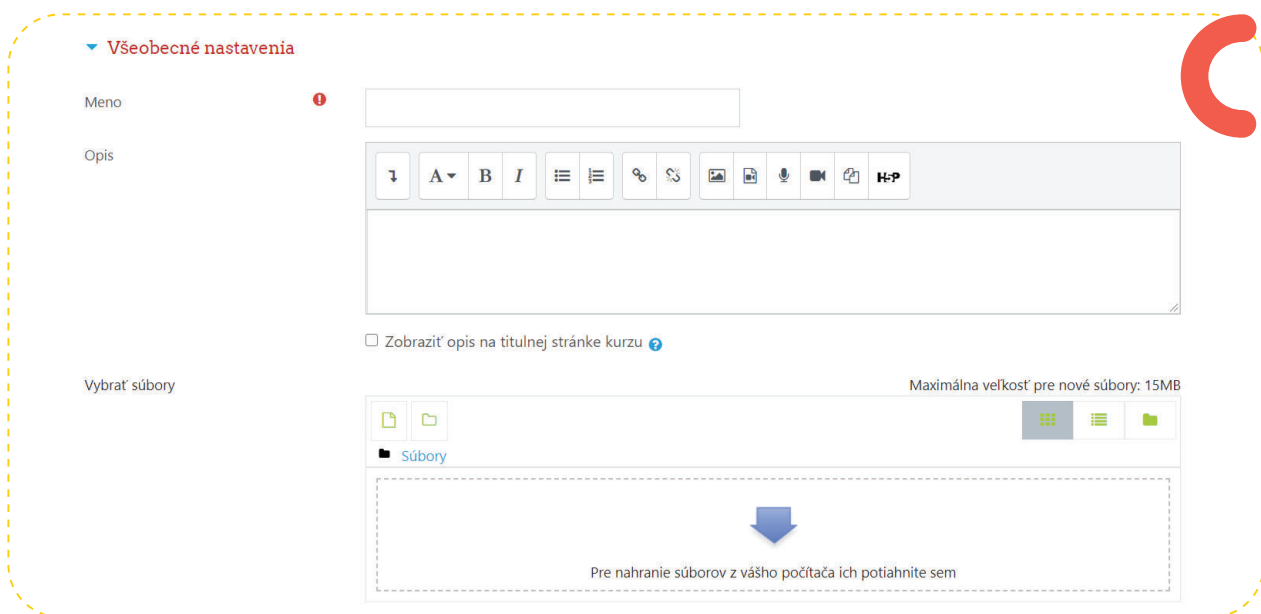 Všeobecné nastavenia
Meno
Opis
A B I
H-P
Zobraziť opis na titulnej stránke kurzu
Vybrať súbory
Maximálna veľkosť pre nové súbory: 15MB
Súbory
Pre nahranie súborov z vášho počítača ich potiahnite sem